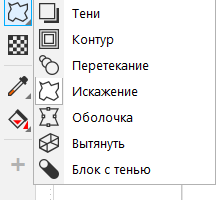 Тени
Контур
Перетекание
Искажение
Оболочка
Вытянуть
Блок с тенью